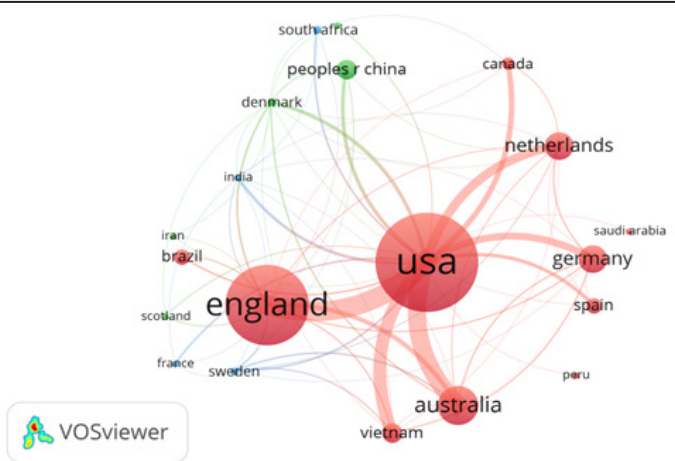 south africa
peoples r china
canada
denmark
netherlands
india
iran
saudi arabia
brazil
usa
germany
england
spain
scotland
france
sweden
peru
australia
vietnam
VOSviewer